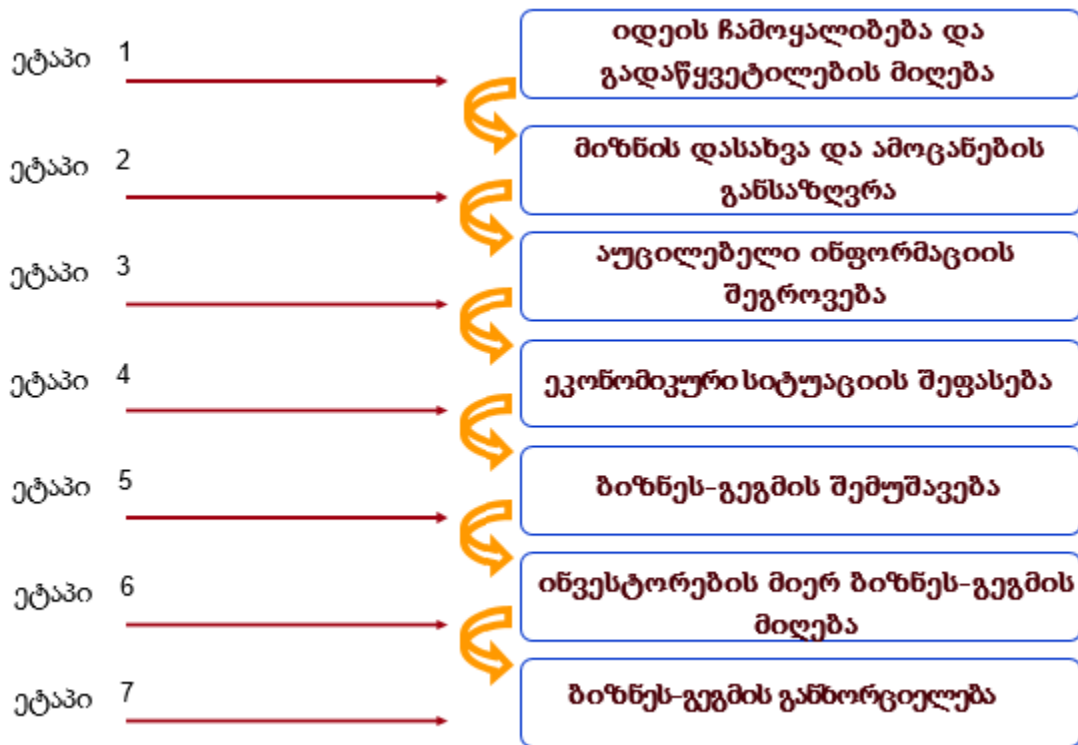 ეტაპი 1
იდეის ჩამოყალიბება და
გადაწყვეტილების მიღება
ეტაპი 2
მიზნის დასახვა და ამოცანების
განსაზღვრა
ეტაპი 3
აუცილებელი ინფორმაციის
შეგროვება
ეტაპი 4
ეკონომიკური სიტუაციის შეფასება
ეტაპი 5
ბიზნეს-გეგმის შემუშავება
ეტაპი 6
ინვესტორების მიერ ბიზნეს-გეგმის
მიღება
ეტაპი 7
ბიზნეს-გეგმის განხორციელება